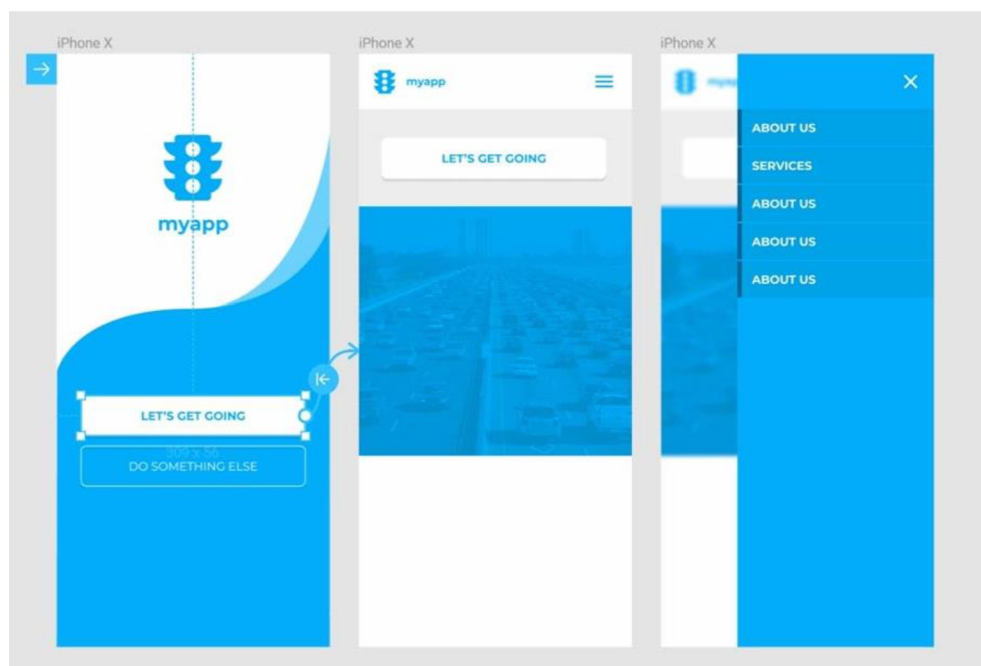 iPhone X
myapp
LET'S GET GOING
309 x 56
DO SOMETHING ELSE
iPhone X
myapp
LET'S GET GOING
iPhone X
ABOUT US
SERVICES
ABOUT US
ABOUT US
ABOUT US